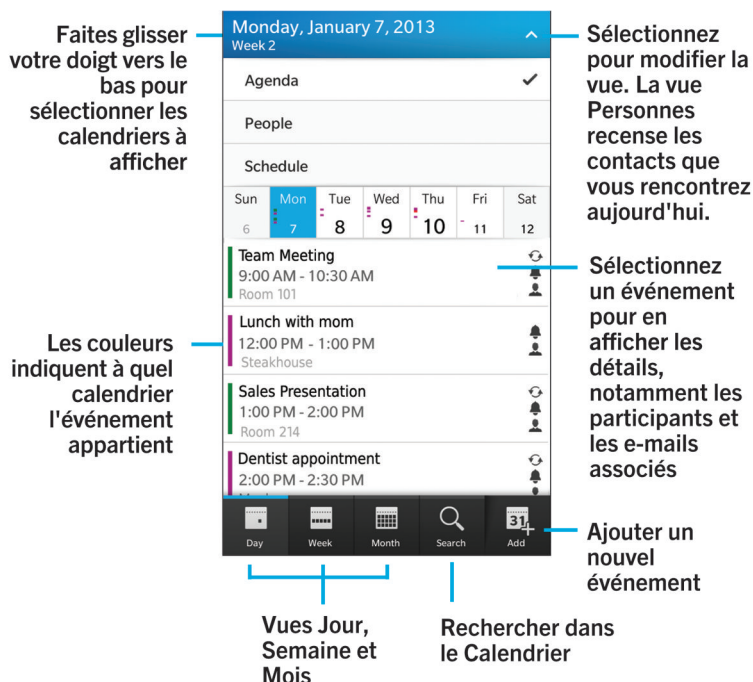 Faites glisser
votre doigt vers le
bas pour
sélectionner les
calendriers à
afficher
Monday, January 7, 2013
Week 2
Sélectionnez
pour modifier la
vue. La vue
Personnes
recense les
contacts que
vous rencontrez
aujourd'hui.
Agenda
People
Schedule
Sun Mon Tue Wed Thu Fri Sat
6 7 8 9 10 11 12
Team Meeting
9:00 AM - 10:30 AM
Room 101
Sélectionnez
un événement
pour en
afficher les
détails,
notamment les
participants et
les e-mails
associés
Les couleurs
indiquent à quel
calendrier
l'événement
appartient
Lunch with mom
12:00 PM - 1:00 PM
Steakhouse
Sales Presentation
1:00 PM - 2:00 PM
Room 214
Dentist appointment
2:00 PM - 2:30 PM
31
Day Week Month Search Add
Ajouter un
nouvel
événement
Vues Jour,
Semaine et
Mois
Rechercher dans
le Calendrier